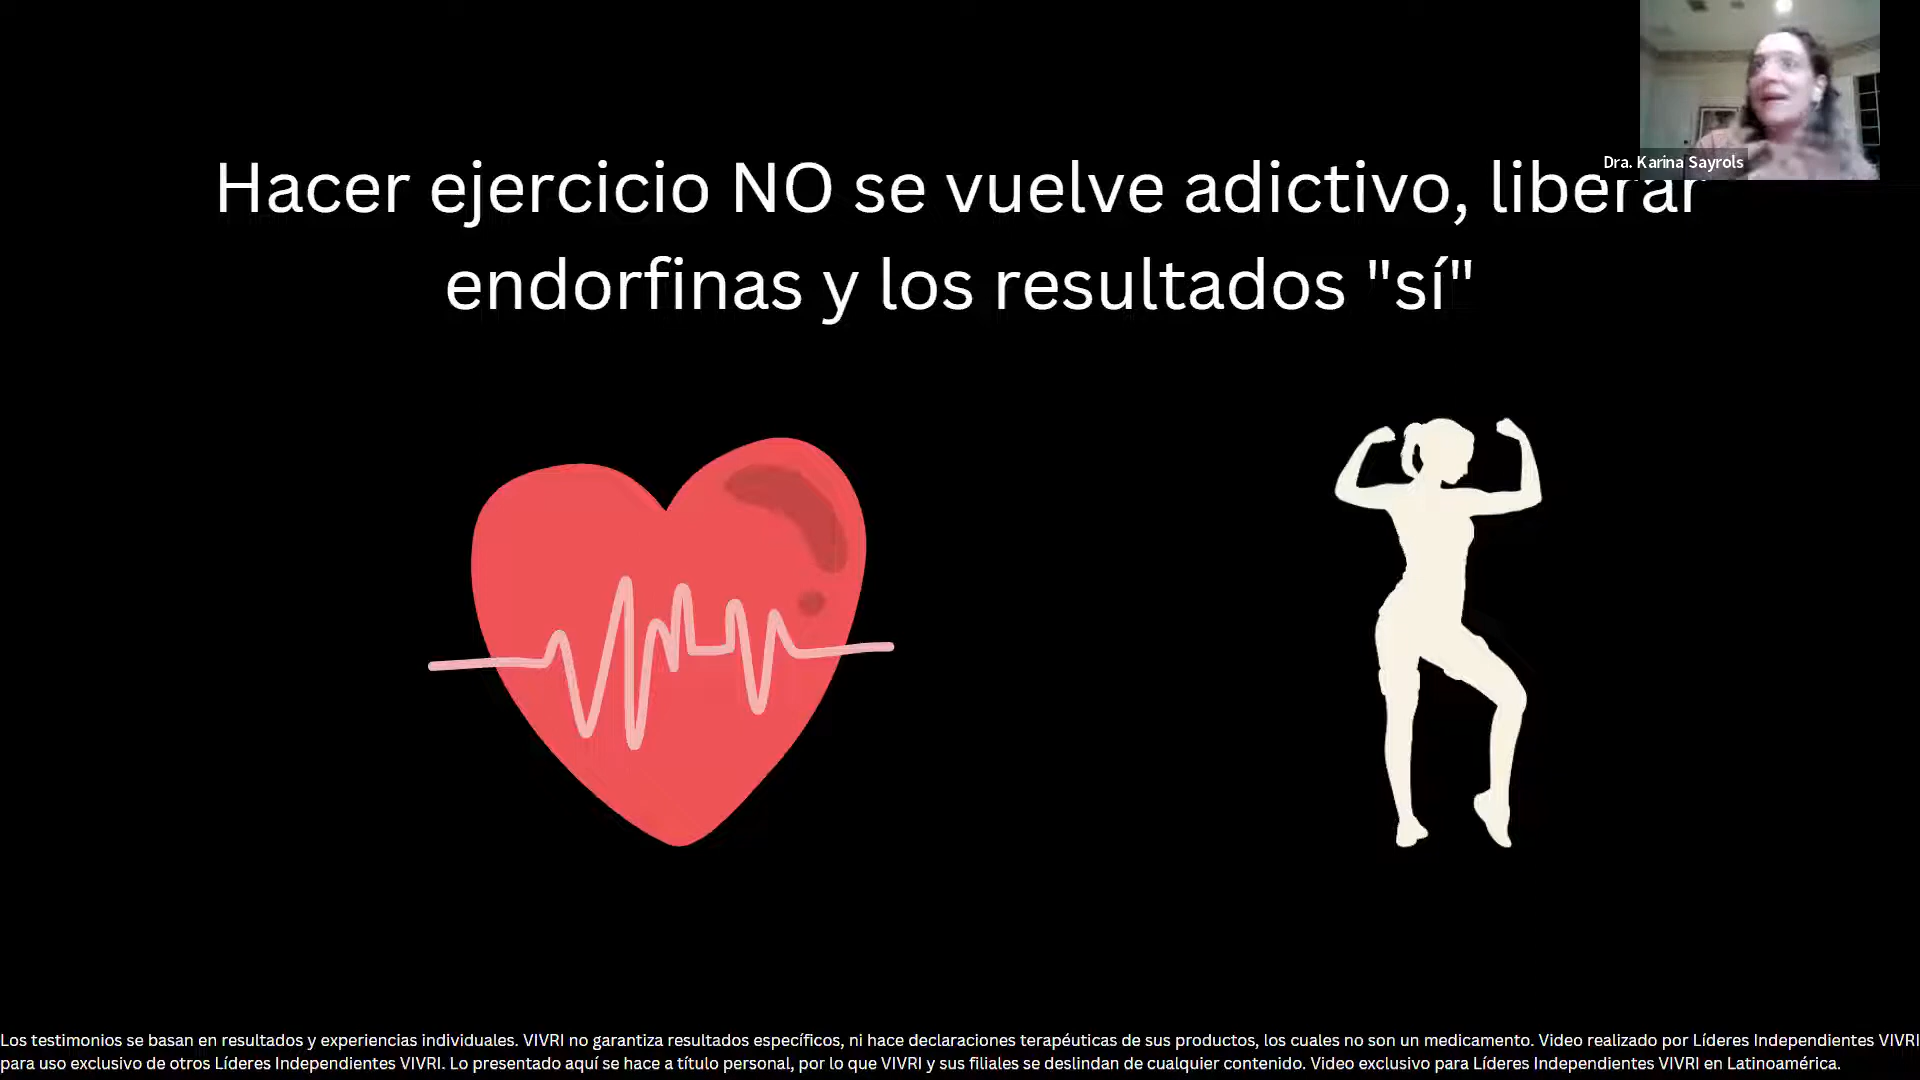 Dra. Karina Sayrols
Hacer ejercicio NO se vuelve adictivo, liberar
endorfinas y los resultados "sí"
Los testimonios se basan en resultados y experiencias individuales. VIVRI no garantiza resultados específicos, ni hace declaraciones terapéuticas de sus productos, los cuales no son un medicamento. Video realizado por Líderes Independientes VIVRI
para uso exclusivo de otros Líderes Independientes VIVRI. Lo presentado aquí se hace a título personal, por lo que VIVRI y sus filiales se deslindan de cualquier contenido. Video exclusivo para Líderes Independientes VIVRI en Latinoamérica.